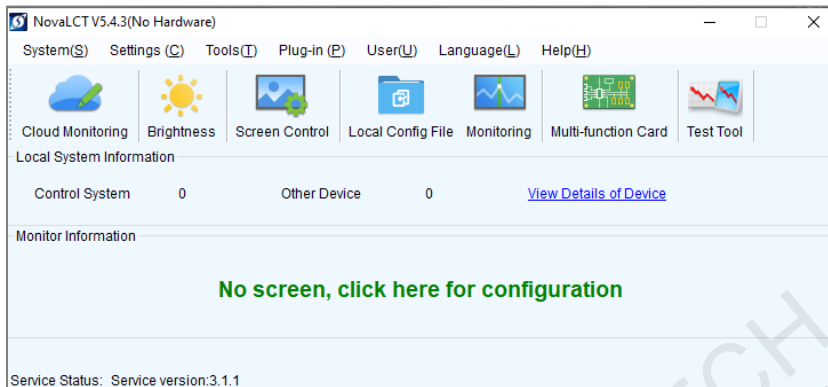 NovaLCT V5.4.3(No Hardware)
System(S) Settings (C) Tools(T) Plug-in (P) User(U) Language(L) Help(H)
Cloud Monitoring Brightness Screen Control Local Config File Monitoring Multi-function Card Test Tool
Local System Information
Control System 0 Other Device 0 View Details of Device
Monitor Information
No screen, click here for configuration
Service Status: Service version:3.1.1